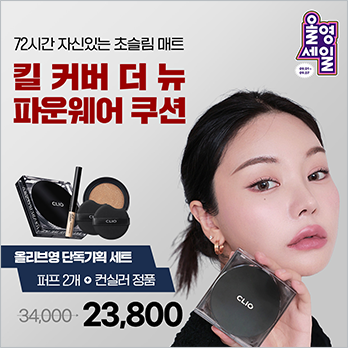 72시간 자신있는 초슬림 매트
올영
세일
킬 커버 더 뉴
파운웨어 쿠션
CLIO
CLIO
올리브영 단독기획 세트
퍼프 2개 + 컨실러 정품
34,000 23,800
CLIO